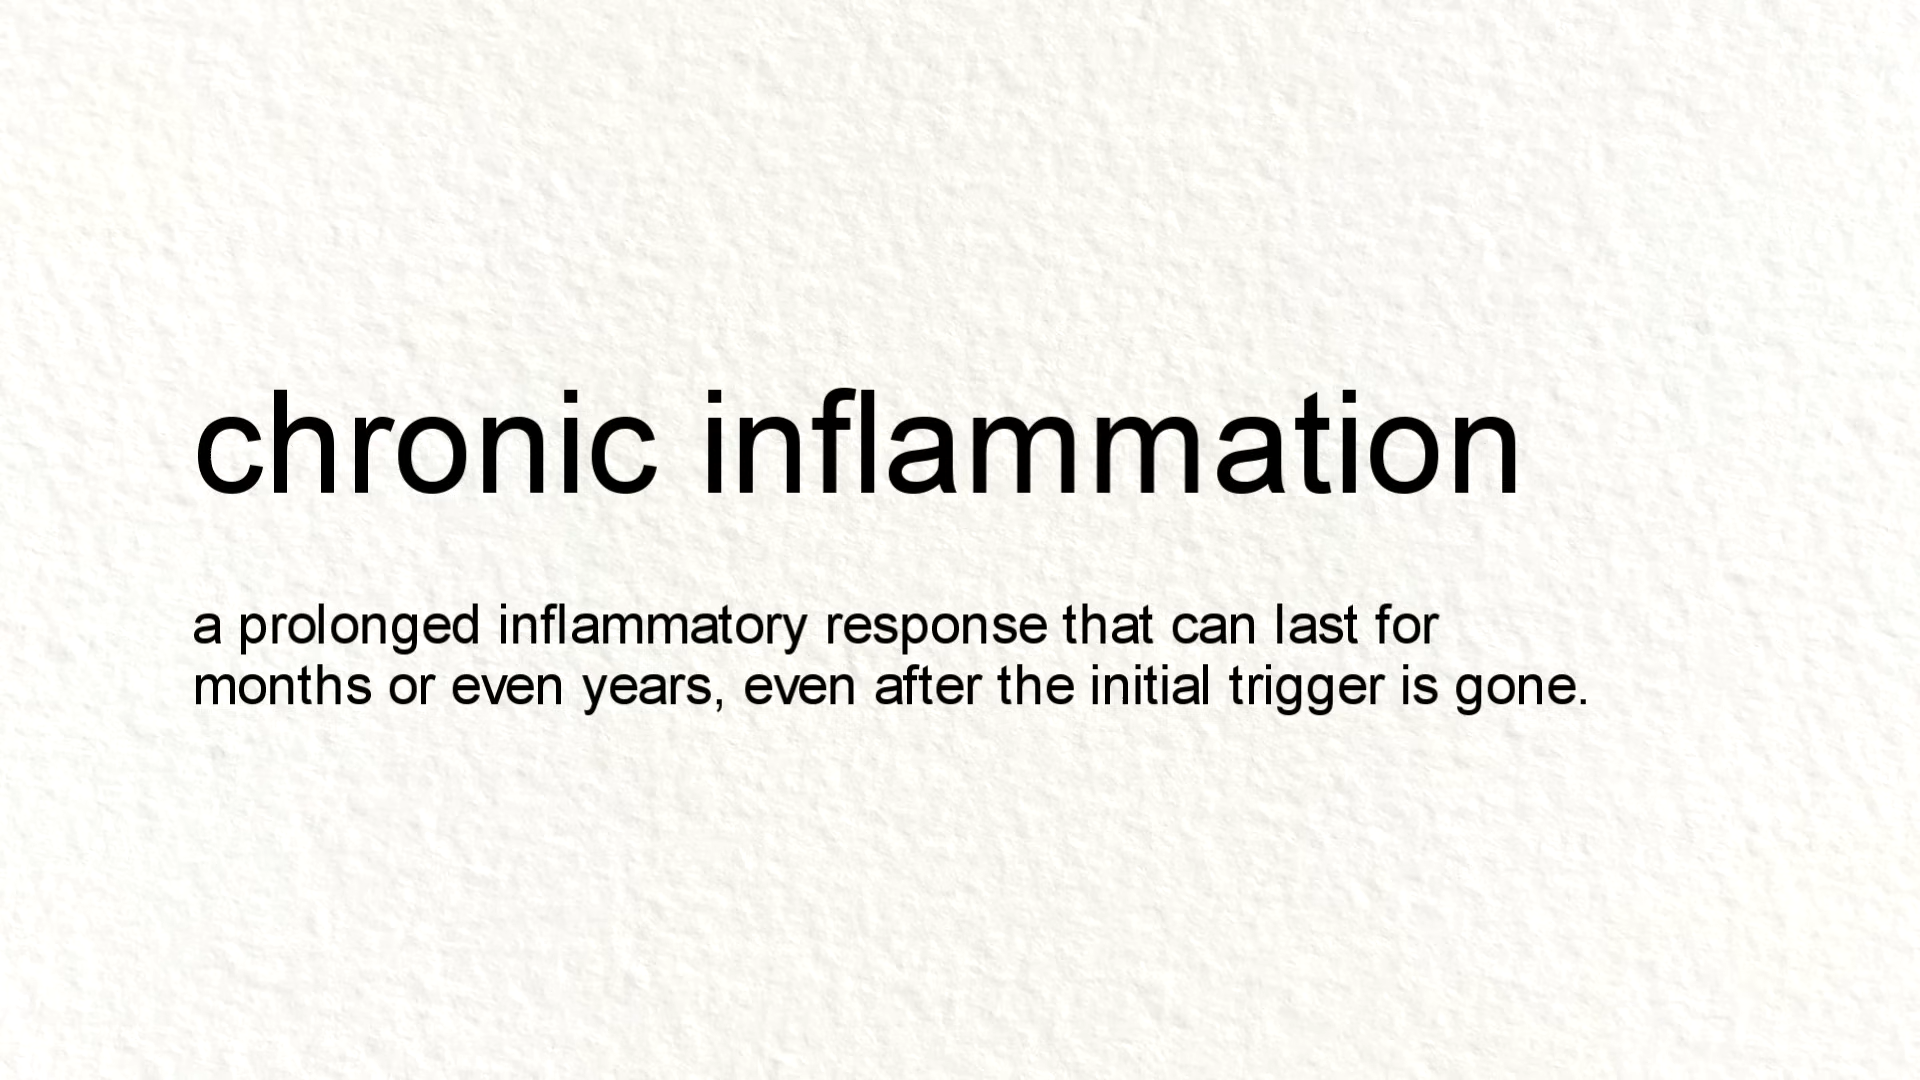 chronic inflammation
a prolonged inflammatory response that can last for
months or even years, even after the initial trigger is gone.